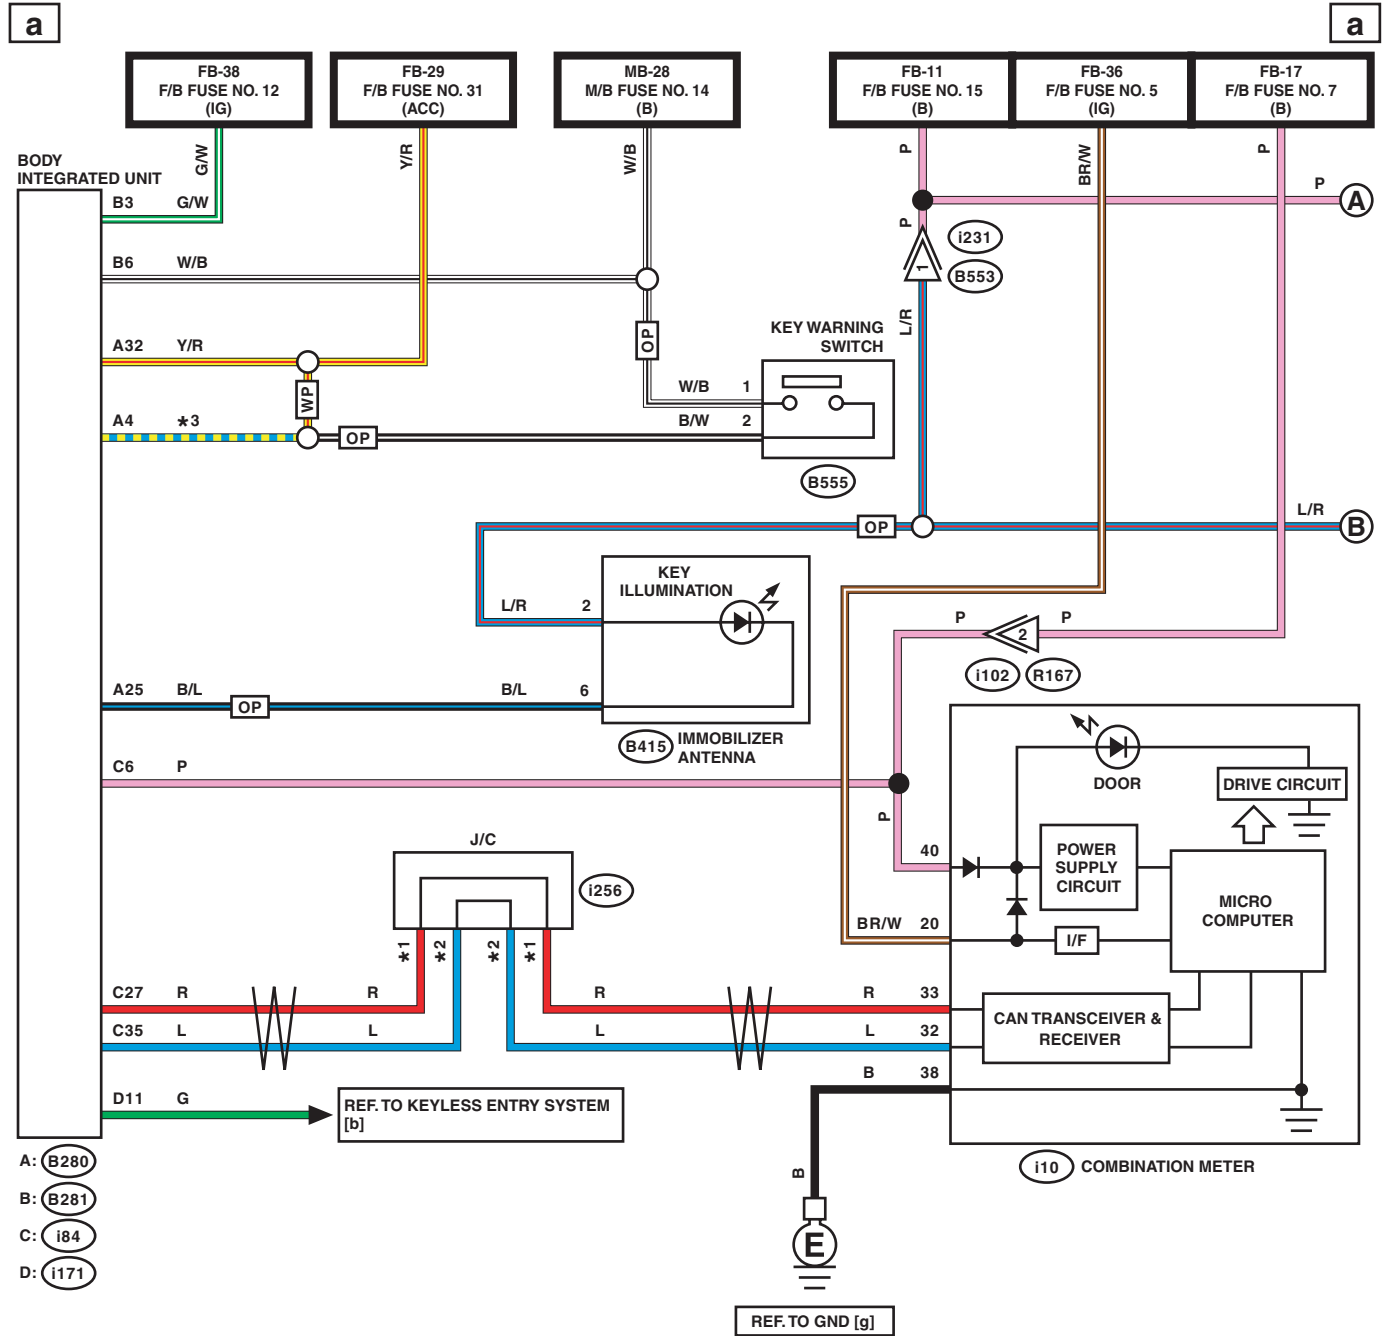 a
a
FB-38
F/B FUSE NO. 12
(IG)
FB-29
F/B FUSE NO. 31
(ACC)
MB-28
M/B FUSE NO. 14
(B)
FB-11
F/B FUSE NO. 15
(B)
FB-36
F/B FUSE NO. 5
(IG)
FB-17
F/B FUSE NO. 7
(B)
G/W
Y/R
W/B
P
BR/W
P
BODY
INTEGRATED UNIT
B3 G/W
P
A
P
i231
B553
1
B6 W/B
L/R
OP
KEY WARNING
SWITCH
A32 Y/R
WP
W/B 1
B/W 2
A4 *3
OP
B555
OP
L/R
B
KEY
ILLUMINATION
L/R 2
P
2
P
i102
R167
A25 B/L
OP
B/L 6
B415
IMMOBILIZER
ANTENNA
C6 P
P
DOOR
DRIVE CIRCUIT
J/C
i256
40
POWER
SUPPLY
CIRCUIT
MICRO
COMPUTER
BR/W 20
I/F
*1
*2
*2
*1
C27 R R R R 33
C35 L L L L 32
CAN TRANSCEIVER &
RECEIVER
B 38
D11 G
REF. TO KEYLESS ENTRY SYSTEM
[b]
A: B280
B: B281
C: i84
D: i171
B
E
i10
COMBINATION METER
REF. TO GND [g]